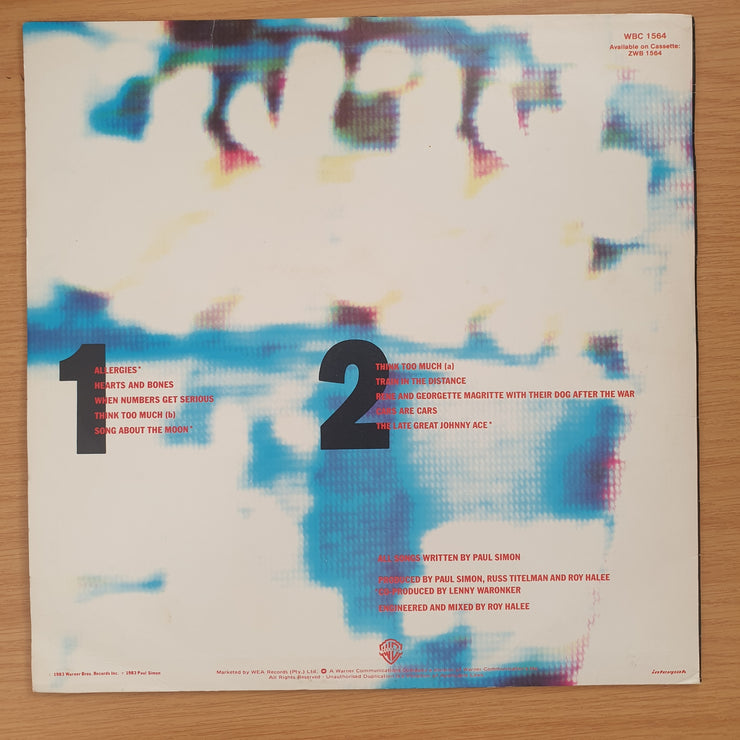 WBC 1564
Available on Cassette:
ZWB 1564
1
ALLERGIES*
HEARTS AND BONES
WHEN NUMBERS GET SERIOUS
THINK TOO MUCH (b)
SONG ABOUT THE MOON*
2
THINK TOO MUCH (a)
TRAIN IN THE DISTANCE
RENE AND GEORGETTE MAGRITTE WITH THEIR DOG AFTER THE WAR
CARS ARE CARS
THE LATE GREAT JOHNNY ACE*
ALL SONGS WRITTEN BY PAUL SIMON
PRODUCED BY PAUL SIMON, RUSS TITELMAN AND ROY HALEE
CO-PRODUCED BY LENNY WARONKER
ENGINEERED AND MIXED BY ROY HALEE
1983 Warner Bros. Records Inc. 1983 Paul Simon
Marketed by WEA Records (Pty.) Ltd. A Warner Communications
All Rights Reserved - Unauthorised Duplication
interpak